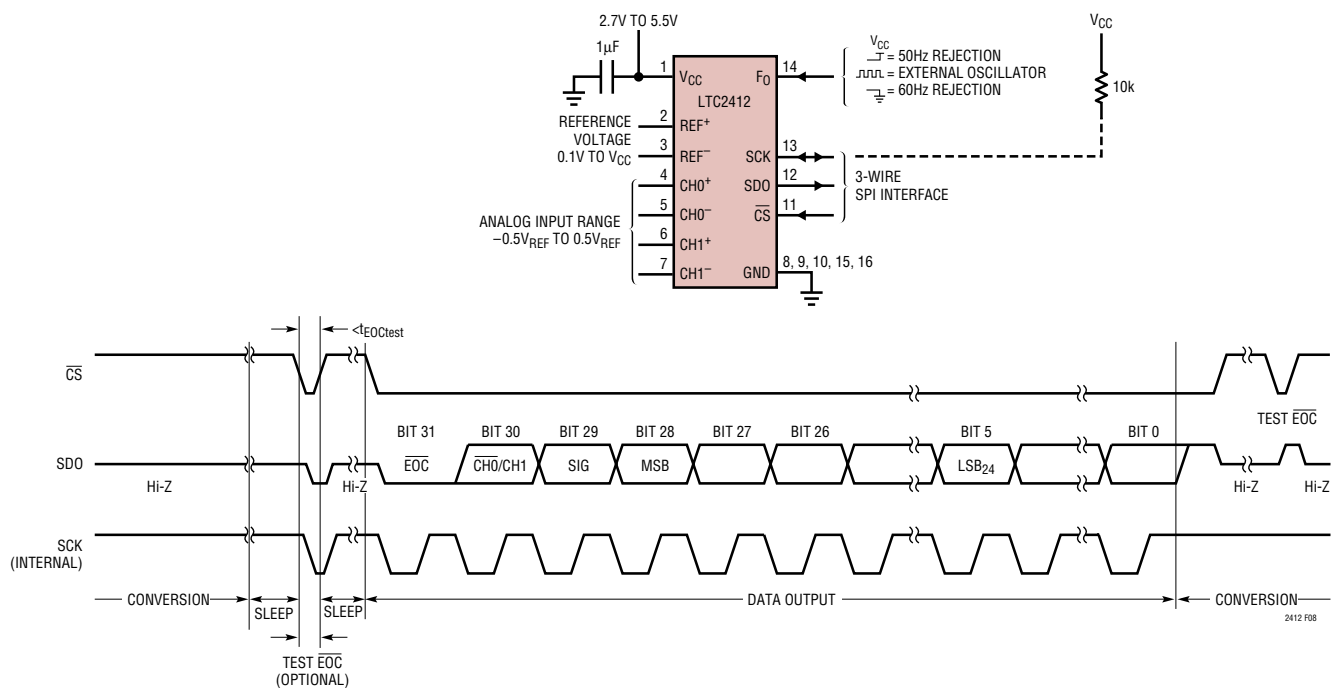 2.7V TO 5.5V
VCC
1µF
VCC
= 50Hz REJECTION
= EXTERNAL OSCILLATOR
= 60Hz REJECTION
10k
1 VCC FO 14
LTC2412
REFERENCE
VOLTAGE
0.1V TO VCC
2 REF+
3 REF–
SCK 13
4 CH0+
SDO 12
3-WIRE
SPI INTERFACE
5 CH0–
CS 11
ANALOG INPUT RANGE
–0.5VREF TO 0.5VREF
6 CH1+
7 CH1–
GND 8, 9, 10, 15, 16
<tEOCtest
CS
TEST EOC
BIT 31 BIT 30 BIT 29 BIT 28 BIT 27 BIT 26 BIT 5 BIT 0
SDO EOC CH0/CH1 SIG MSB LSB24
Hi-Z Hi-Z Hi-Z Hi-Z
SCK
(INTERNAL)
CONVERSION SLEEP SLEEP DATA OUTPUT CONVERSION
2412 F08
TEST EOC
(OPTIONAL)